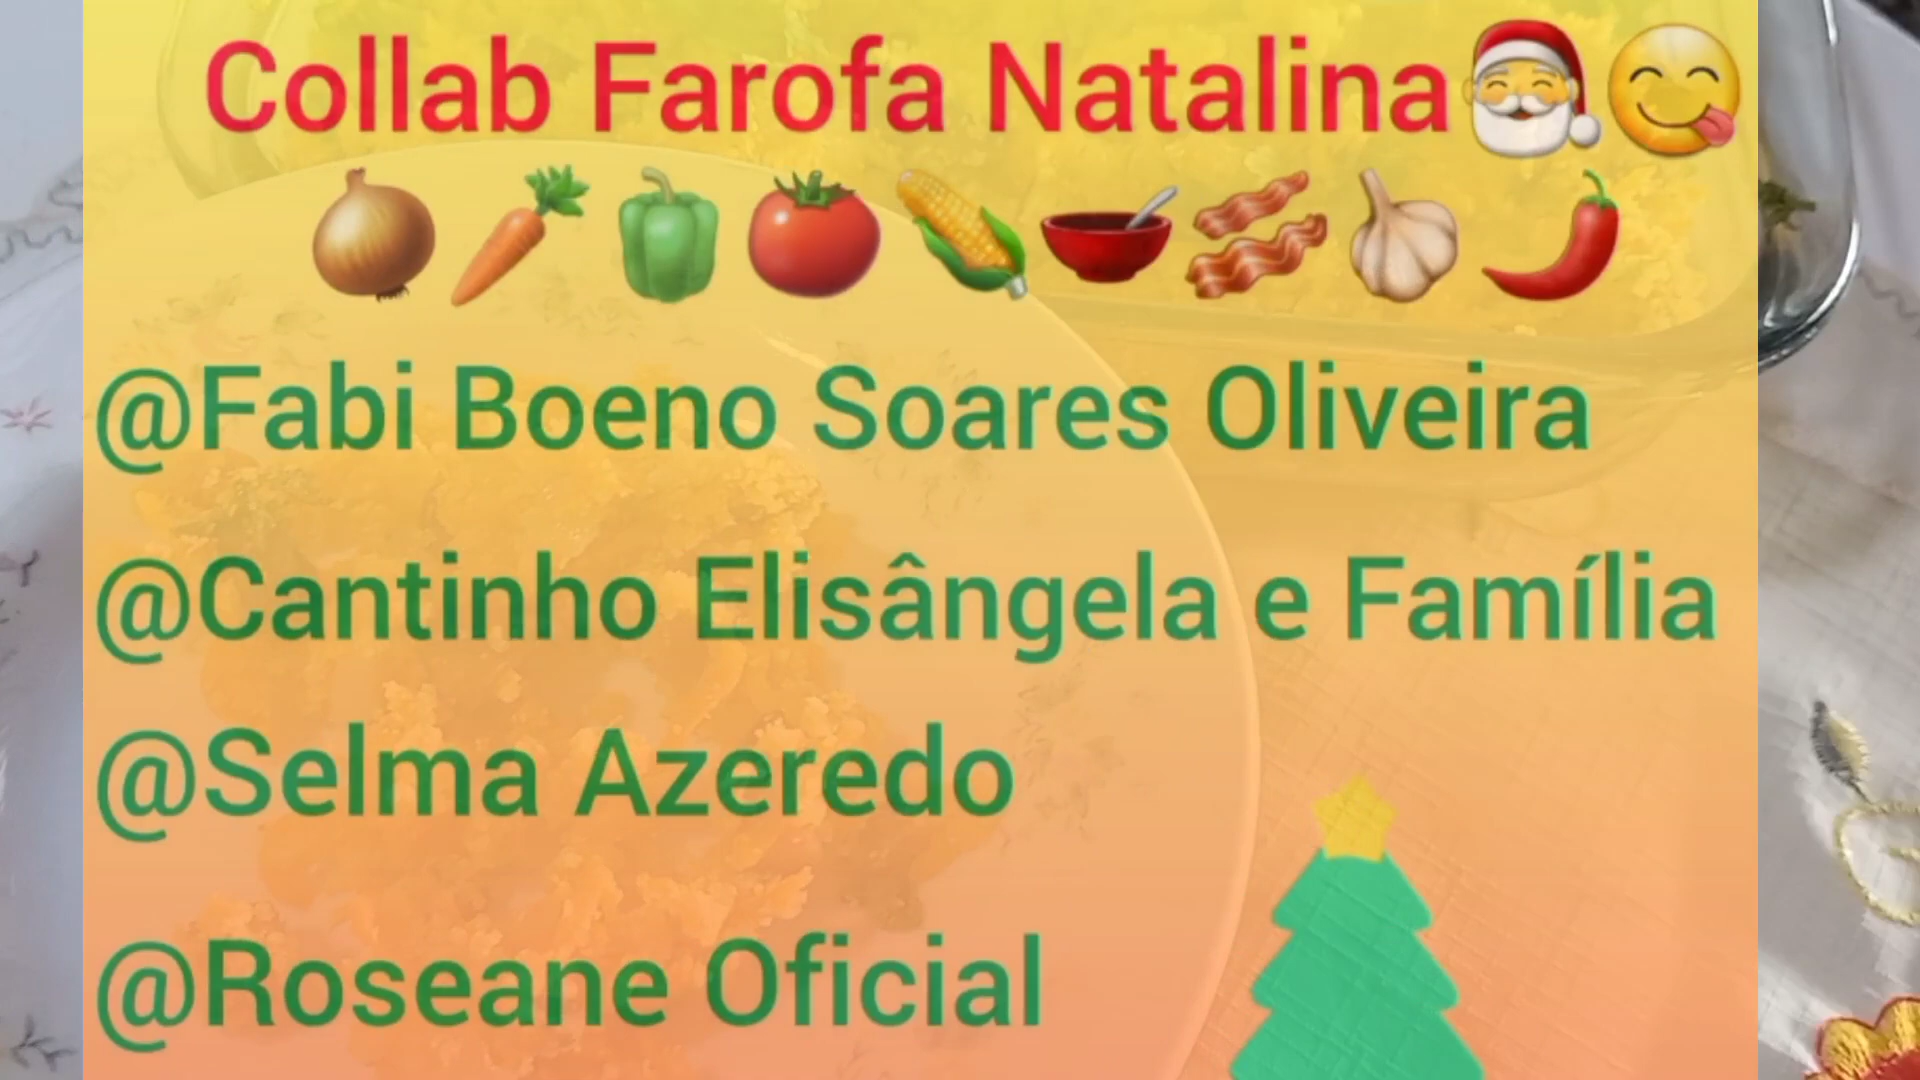 Collab Farofa Natalina🎅😋
🧅🥕🫑🍅🌽🥣🥓🧄🌶️
@Fabi Boeno Soares Oliveira
@Cantinho Elisângela e Família
@Selma Azeredo
@Roseane Oficial